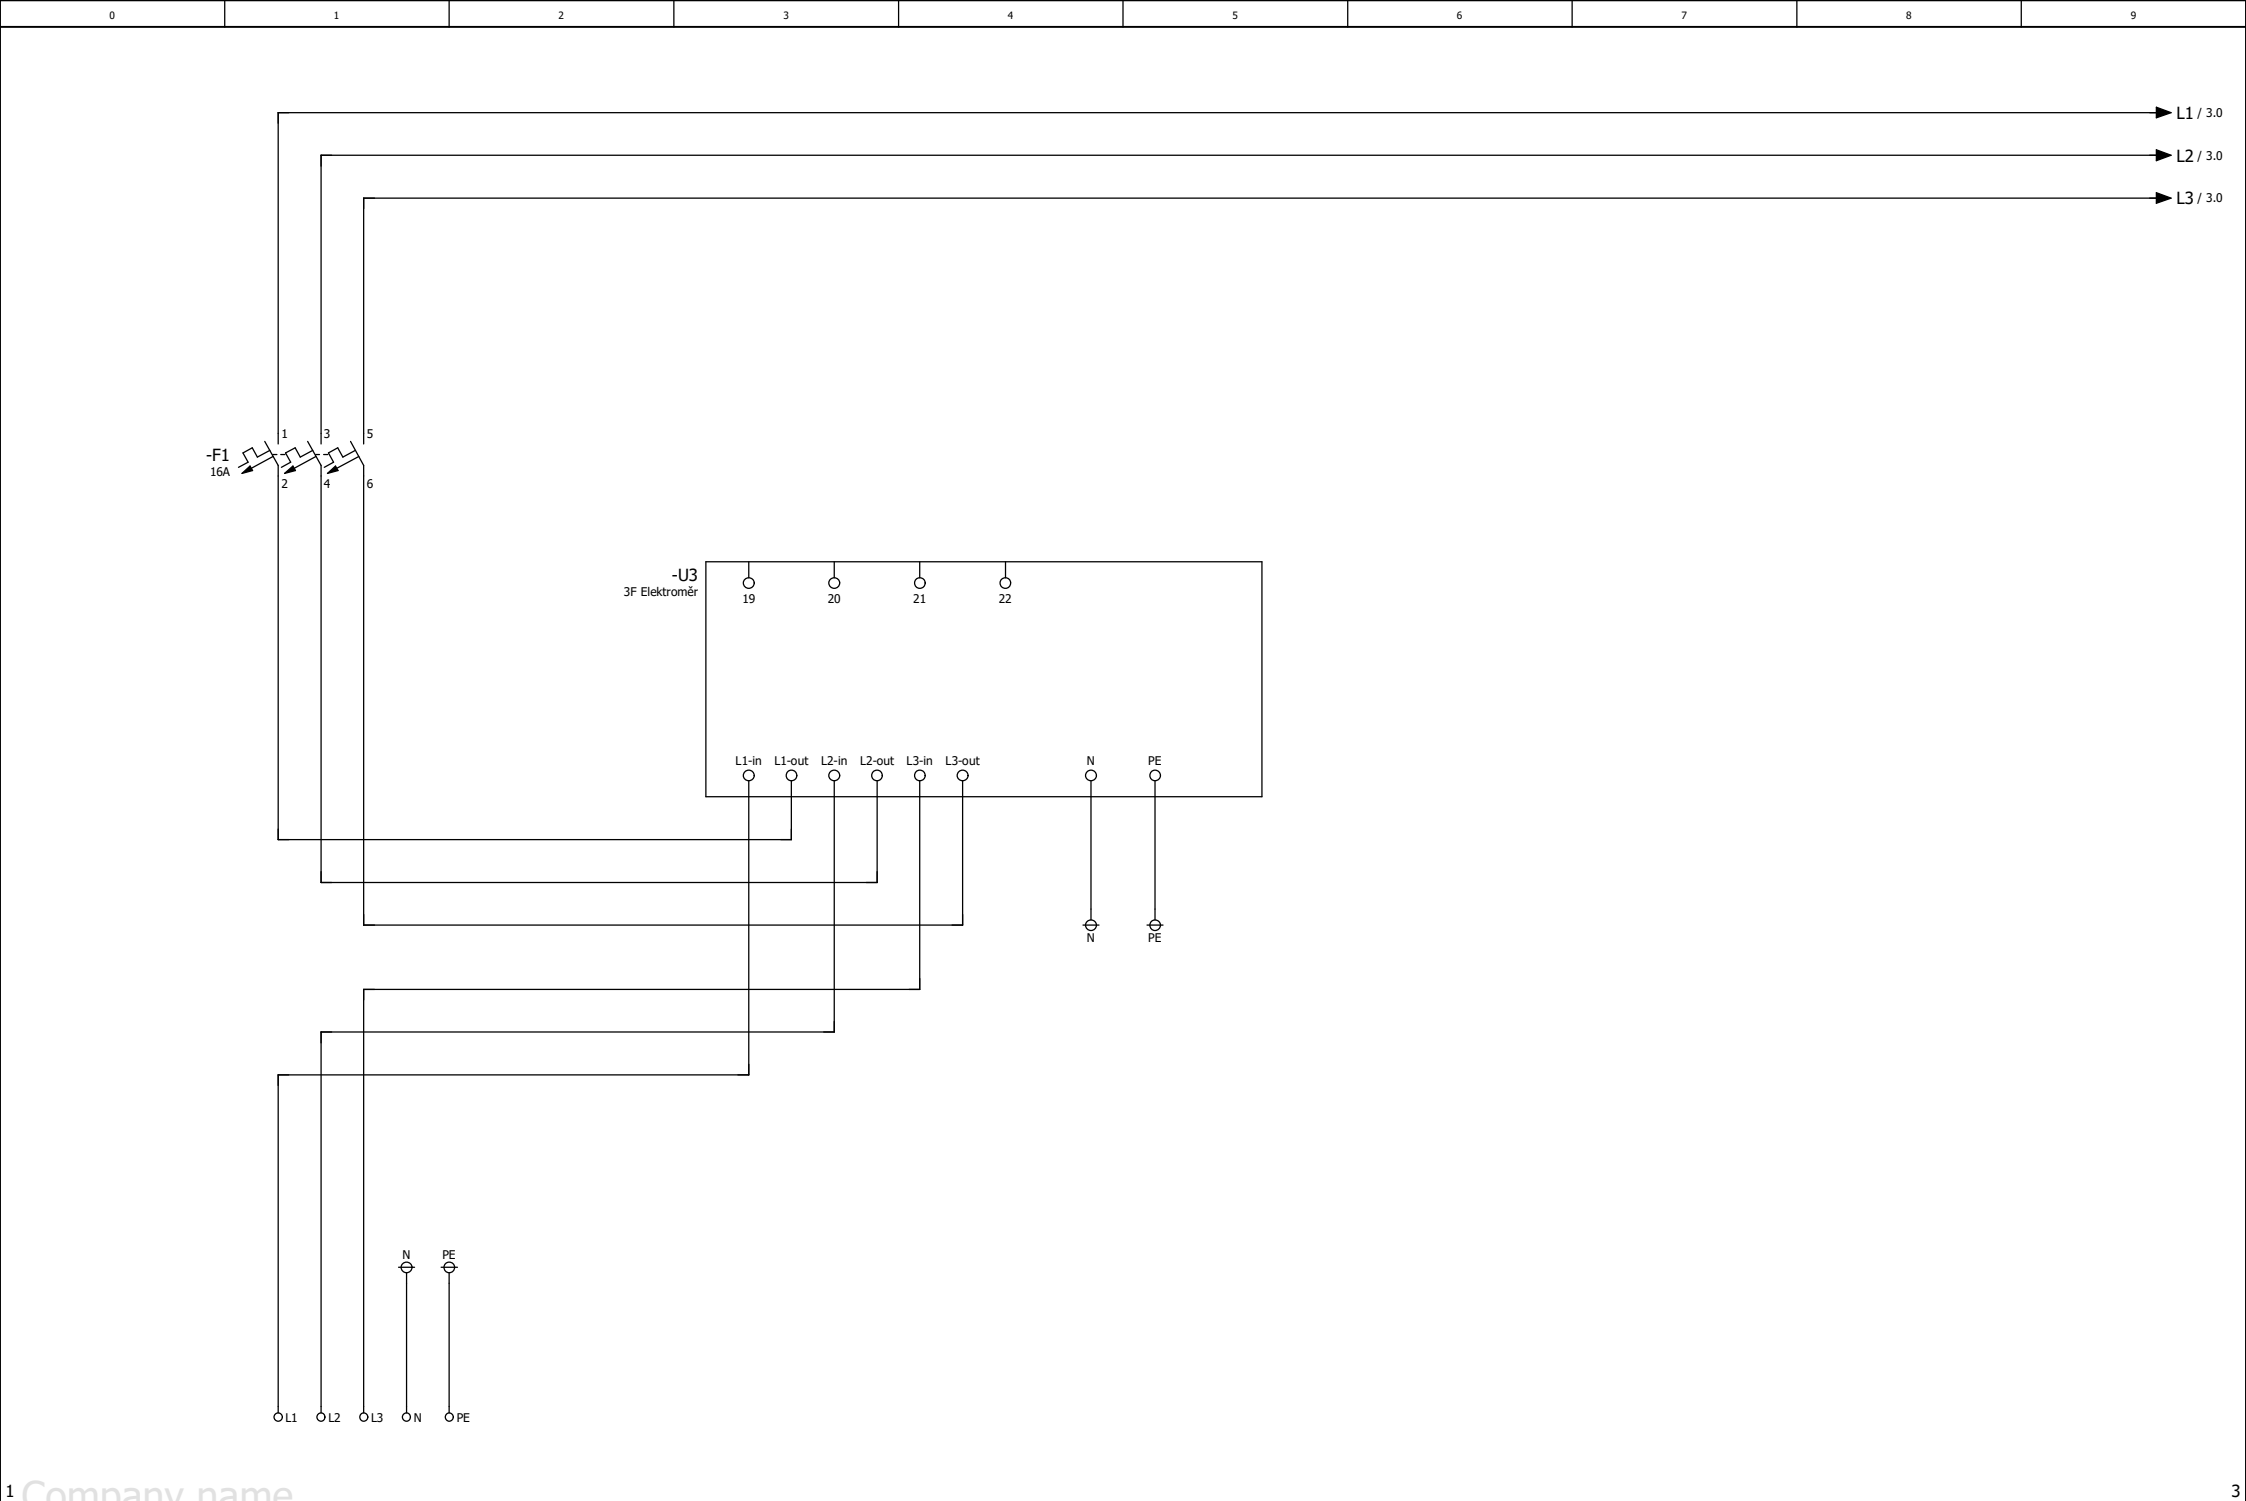 0 1 2 3 4 5 6 7 8 9
L1 / 3.0
L2 / 3.0
L3 / 3.0
1 3 5
-F1
16A
2 4 6
-U3
3F Elektroměr
19 20 21 22
L1-in L1-out L2-in L2-out L3-in L3-out N PE
N PE
N PE
L1 L2 L3 N PE
1 Company name 3